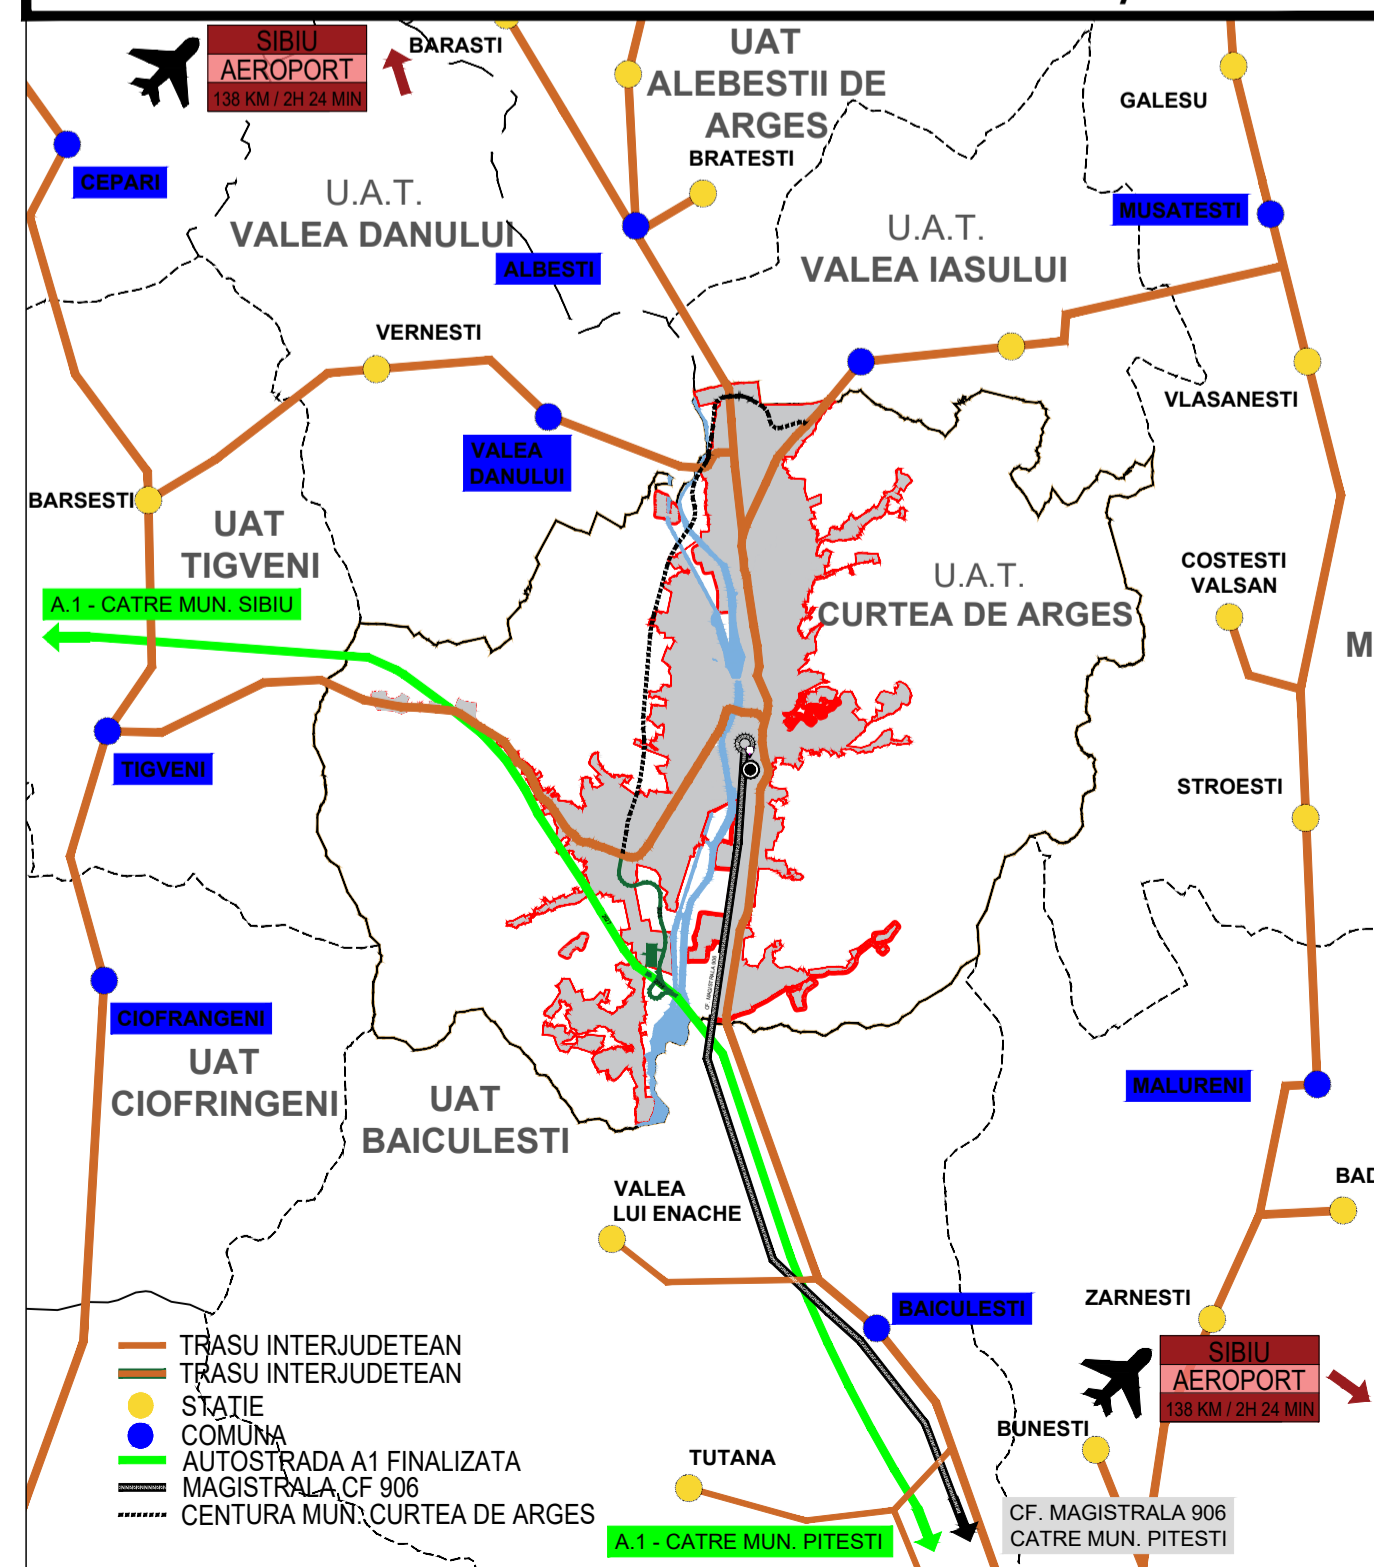 SIBIU
AEROPORT
138 KM / 2H 24 MIN
BARASTI
UAT
ALEBESTII DE
ARGES
BRATESTI
GALESU
CEPARI
U.A.T.
VALEA DANULUI
MUSATESTI
U.A.T.
VALEA IASULUI
ALBESTI
VERNESTI
VLASANESTI
VALEA
DANULUI
BARSESTI
UAT
TIGVENI
COSTESTI
VALSAN
U.A.T.
CURTEA DE ARGES
A.1 - CATRE MUN. SIBIU
M
TIGVENI
STROESTI
CF. MAGISTRALA 906
CIOFRANGENI
UAT
CIOFRINGENI
UAT
BAICULESTI
MALURENI
VALEA
LUI ENACHE
BAD
BAICULESTI
ZARNESTI
SIBIU
AEROPORT
138 KM / 2H 24 MIN
TRASU INTERJUDETEAN
TRASU INTERJUDETEAN
STATIE
COMUNA
AUTOSTRADA A1 FINALIZATA
MAGISTRALA CF 906
CENTURA MUN. CURTEA DE ARGES
BUNESTI
TUTANA
A.1 - CATRE MUN. PITESTI
CF. MAGISTRALA 906
CATRE MUN. PITESTI